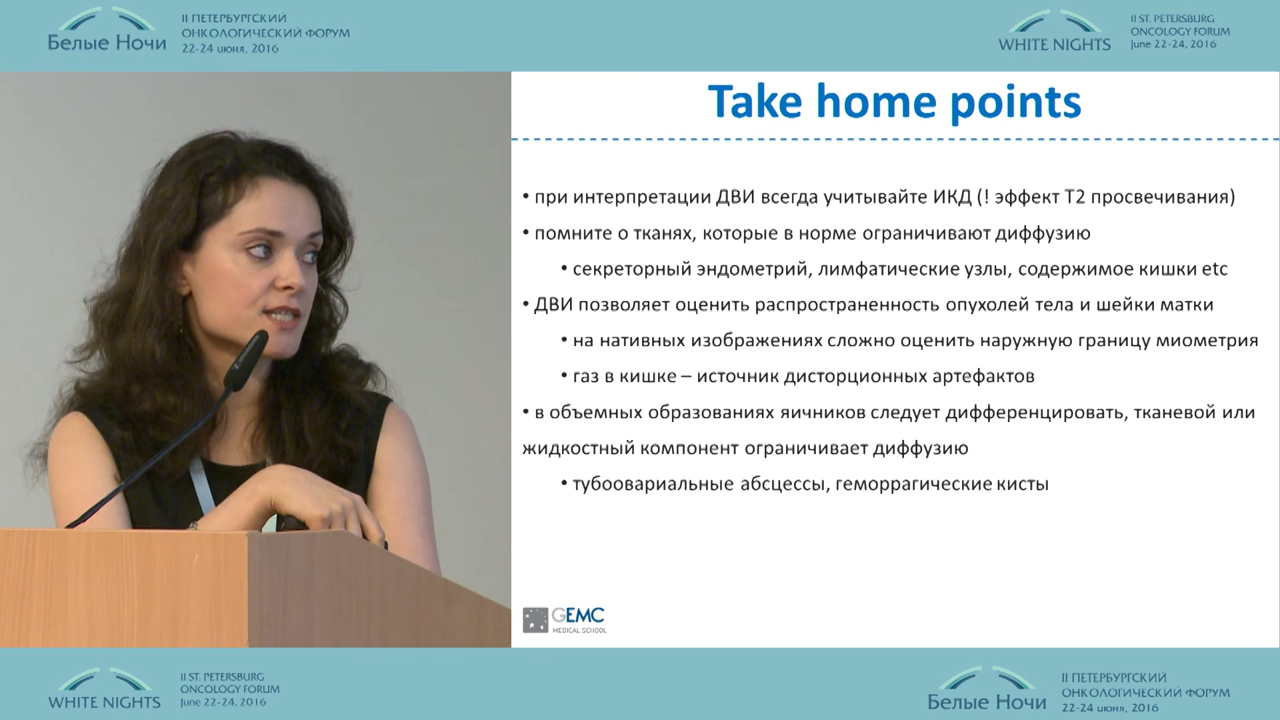 Белые Ночи
II ПЕТЕРБУРГСКИЙ
ОНКОЛОГИЧЕСКИЙ ФОРУМ
22-24 июня, 2016
WHITE NIGHTS
II ST. PETERSBURG
ONCOLOGY FORUM
June 22-24, 2016
Take home points
• при интерпретации ДВИ всегда учитывайте ИКД (! эффект Т2 просвечивания)
• помните о тканях, которые в норме ограничивают диффузию
• секреторный эндометрий, лимфатические узлы, содержимое кишки etc
• ДВИ позволяет оценить распространенность опухолей тела и шейки матки
• на нативных изображениях сложно оценить наружную границу миометрия
• газ в кишке – источник дисторционных артефактов
• в объемных образованиях яичников следует дифференцировать, тканевой или
жидкостный компонент ограничивает диффузию
• тубоовариальные абсцессы, геморрагические кисты
GEMC
MEDICAL SCHOOL
WHITE NIGHTS
II ST. PETERSBURG
ONCOLOGY FORUM
June 22-24, 2016
Белые Ночи
II ПЕТЕРБУРГСКИЙ
ОНКОЛОГИЧЕСКИЙ ФОРУМ
22-24 июня, 2016